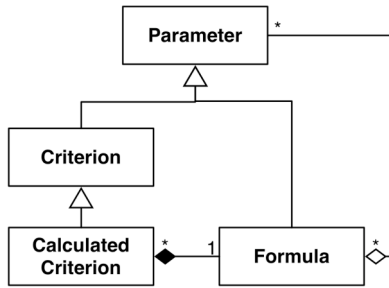 Parameter
*
Criterion
Calculated
Criterion
*
1
Formula
*